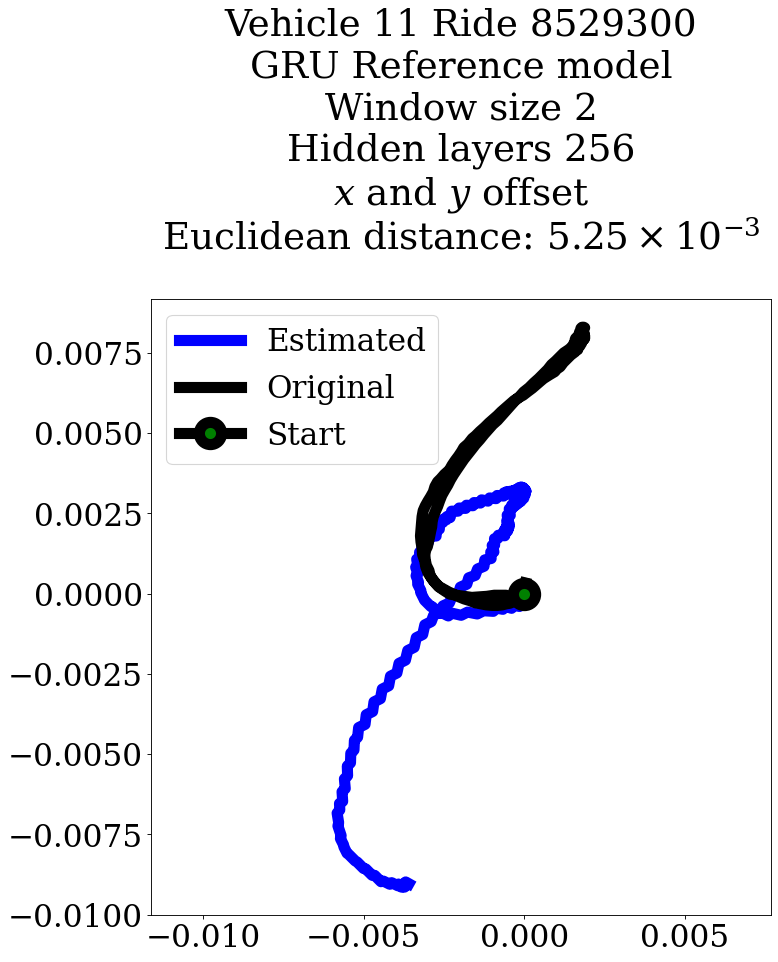 Vehicle 11 Ride 8529300
GRU Reference model
Window size 2
Hidden layers 256
x and y offset
Euclidean distance: 5.25 × 10⁻³
Estimated
Original
Start
0.0075
0.0050
0.0025
0.0000
−0.0025
−0.0050
−0.0075
−0.0100
−0.010 −0.005 0.000 0.005